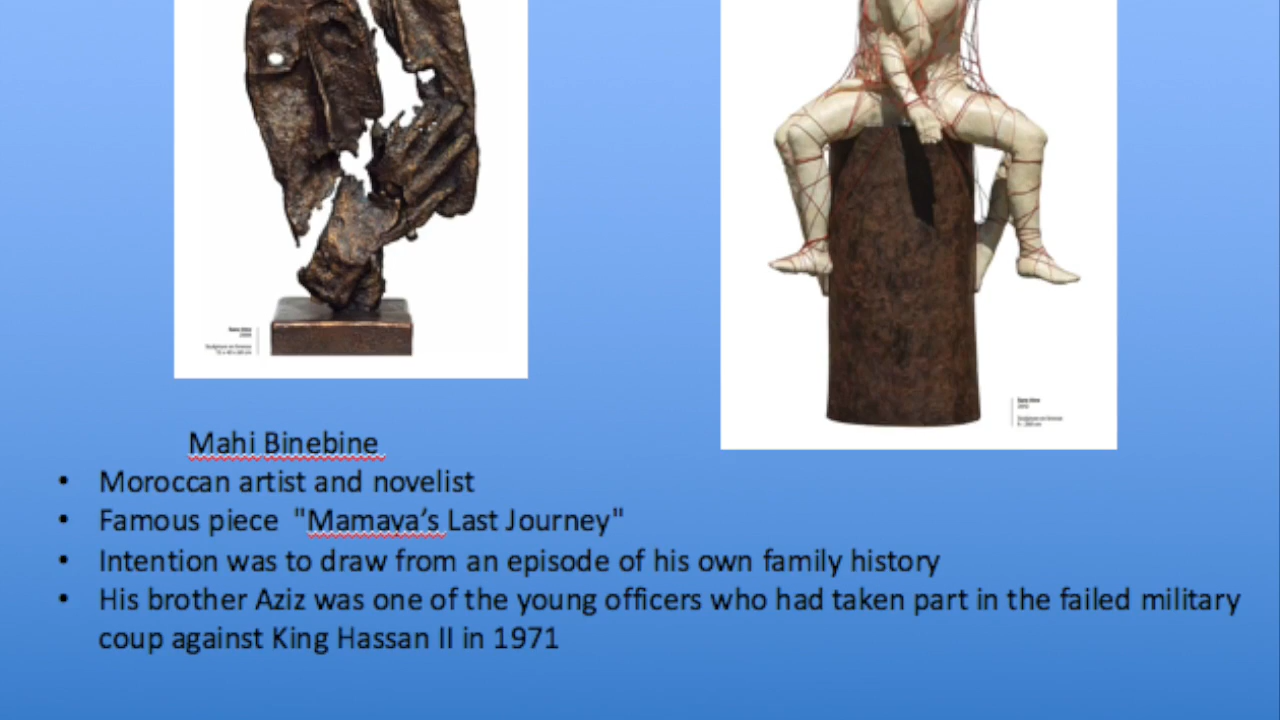 Mahi Binebine
• Moroccan artist and novelist
• Famous piece "Mamaya’s Last Journey"
• Intention was to draw from an episode of his own family history
• His brother Aziz was one of the young officers who had taken part in the failed military
coup against King Hassan II in 1971